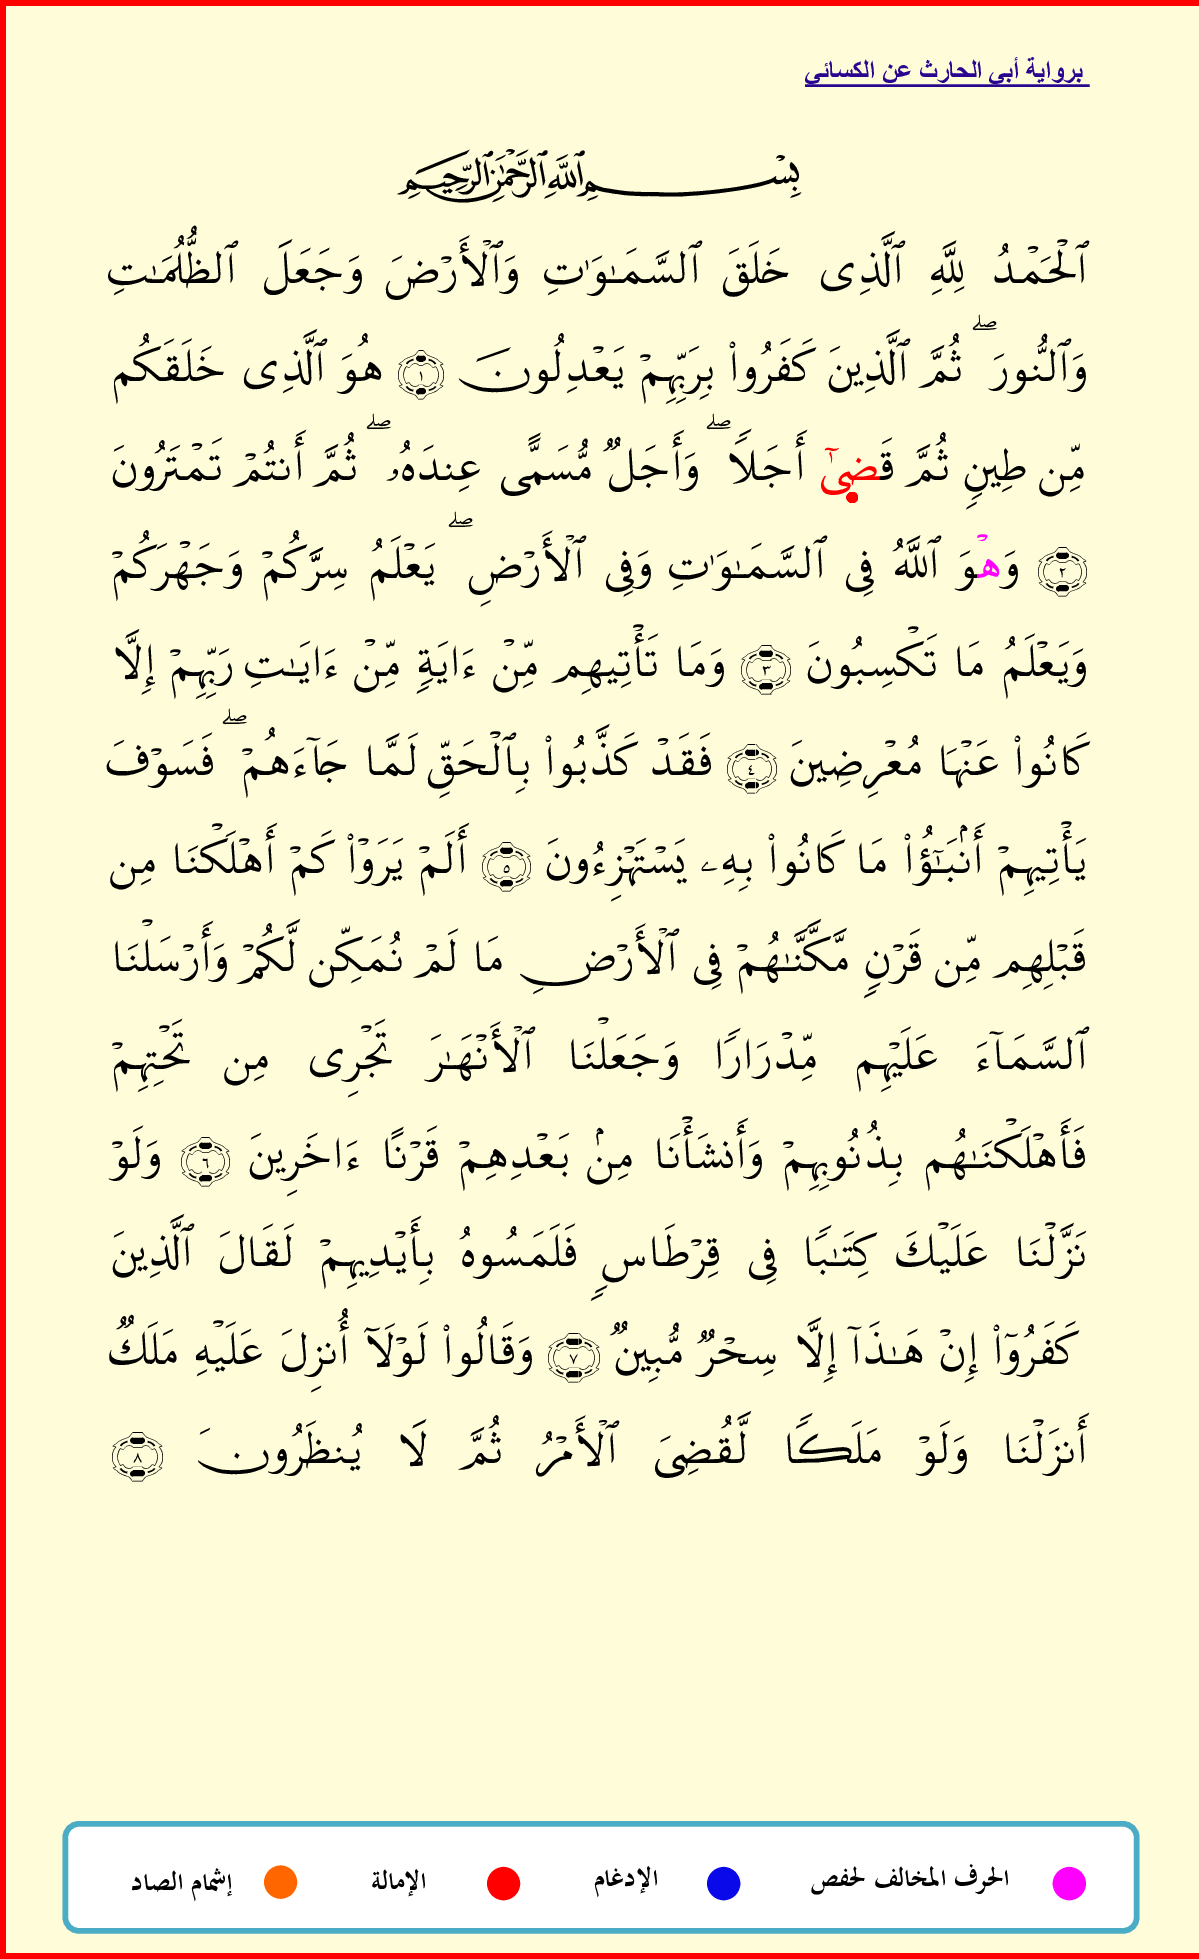 برواية أبي الحارث عن الكسائي
بِسْمِ ٱللَّهِ ٱلرَّحْمَٰنِ ٱلرَّحِيمِ
ٱلْحَمْدُ لِلَّهِ ٱلَّذِى خَلَقَ ٱلسَّمَٰوَٰتِ وَٱلْأَرْضَ وَجَعَلَ ٱلظُّلُمَٰتِ
وَٱلنُّورَ ۖ ثُمَّ ٱلَّذِينَ كَفَرُوا۟ بِرَبِّهِمْ يَعْدِلُونَ ١ هُوَ ٱلَّذِى خَلَقَكُم
مِّن طِينٍ ثُمَّ قَضِىٰٓ أَجَلًا ۖ وَأَجَلٌ مُّسَمًّى عِندَهُۥ ۖ ثُمَّ أَنتُمْ تَمْتَرُونَ
٢ وَهْوَ ٱللَّهُ فِى ٱلسَّمَٰوَٰتِ وَفِى ٱلْأَرْضِ ۖ يَعْلَمُ سِرَّكُمْ وَجَهْرَكُمْ
وَيَعْلَمُ مَا تَكْسِبُونَ ٣ وَمَا تَأْتِيهِم مِّنْ ءَايَةٍ مِّنْ ءَايَٰتِ رَبِّهِمْ إِلَّا
كَانُوا۟ عَنْهَا مُعْرِضِينَ ٤ فَقَدْ كَذَّبُوا۟ بِٱلْحَقِّ لَمَّا جَآءَهُمْ ۖ فَسَوْفَ
يَأْتِيهِمْ أَنۢبَٰٓؤُا۟ مَا كَانُوا۟ بِهِۦ يَسْتَهْزِءُونَ ٥ أَلَمْ يَرَوْا۟ كَمْ أَهْلَكْنَا مِن
قَبْلِهِم مِّن قَرْنٍ مَّكَّنَّٰهُمْ فِى ٱلْأَرْضِ مَا لَمْ نُمَكِّن لَّكُمْ وَأَرْسَلْنَا
ٱلسَّمَآءَ عَلَيْهِم مِّدْرَارًا وَجَعَلْنَا ٱلْأَنْهَٰرَ تَجْرِى مِن تَحْتِهِمْ
فَأَهْلَكْنَٰهُم بِذُنُوبِهِمْ وَأَنشَأْنَا مِنۢ بَعْدِهِمْ قَرْنًا ءَاخَرِينَ ٦ وَلَوْ
نَزَّلْنَا عَلَيْكَ كِتَٰبًا فِى قِرْطَاسٍ فَلَمَسُوهُ بِأَيْدِيهِمْ لَقَالَ ٱلَّذِينَ
كَفَرُوٓا۟ إِنْ هَٰذَآ إِلَّا سِحْرٌ مُّبِينٌ ٧ وَقَالُوا۟ لَوْلَآ أُنزِلَ عَلَيْهِ مَلَكٌ
أَنزَلْنَا وَلَوْ مَلَكًا لَّقُضِىَ ٱلْأَمْرُ ثُمَّ لَا يُنظَرُونَ ٨
الحرف المخالف لحفص الإدغام الإمالة إشمام الصاد